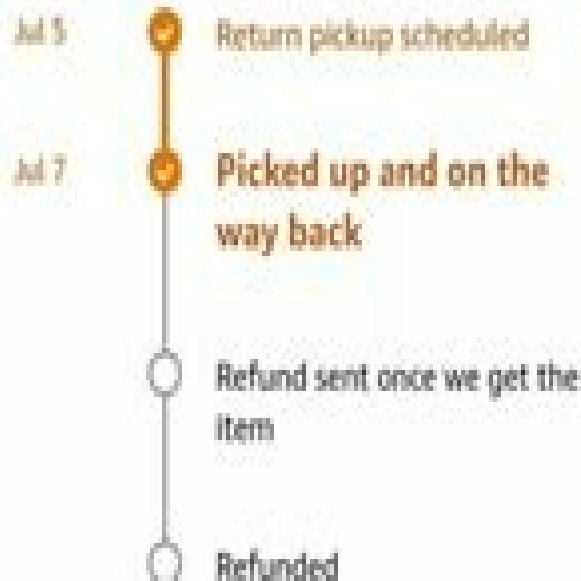 Jul 5 Return pickup scheduled
Jul 7 Picked up and on the
way back
Refund sent once we get the
item
Refunded